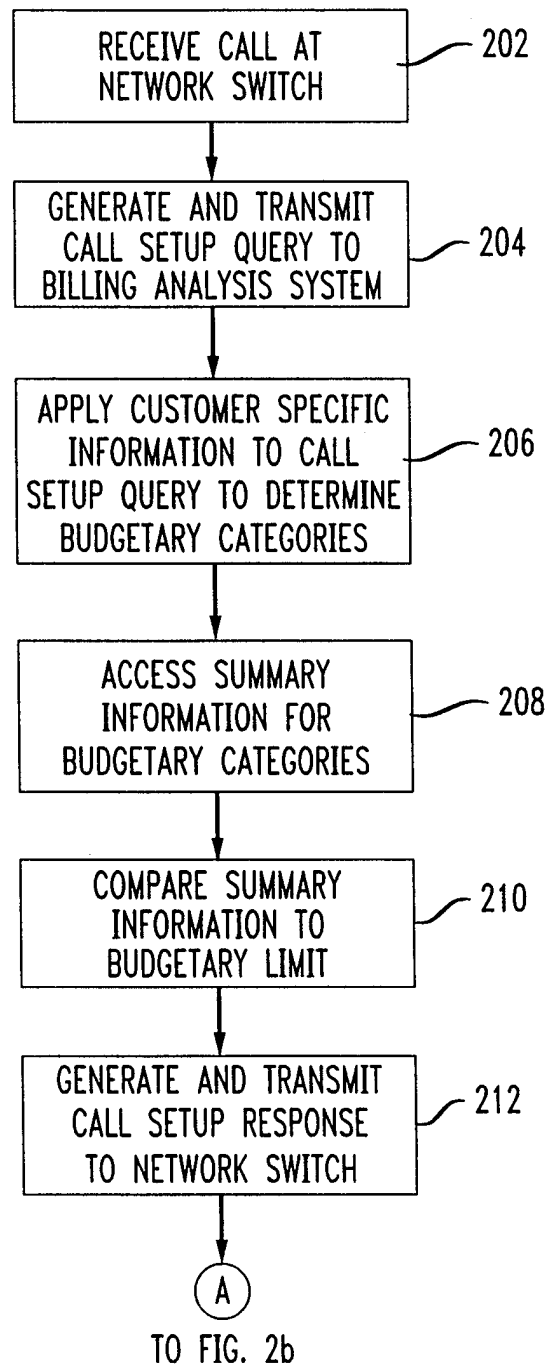 RECEIVE CALL AT
NETWORK SWITCH
202
GENERATE AND TRANSMIT
CALL SETUP QUERY TO
BILLING ANALYSIS SYSTEM
204
APPLY CUSTOMER SPECIFIC
INFORMATION TO CALL
SETUP QUERY TO DETERMINE
BUDGETARY CATEGORIES
206
ACCESS SUMMARY
INFORMATION FOR
BUDGETARY CATEGORIES
208
COMPARE SUMMARY
INFORMATION TO
BUDGETARY LIMIT
210
GENERATE AND TRANSMIT
CALL SETUP RESPONSE
TO NETWORK SWITCH
212
A
TO FIG. 2b